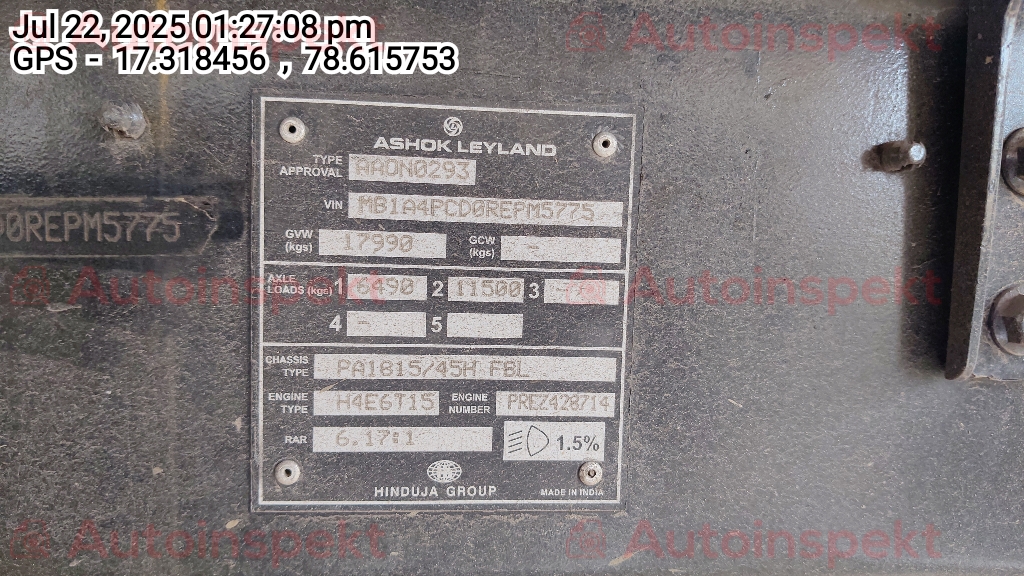 Jul 22, 2025 01:27:08 pm
GPS - 17.318456 , 78.615753
Autoinspekt Autoinspekt
ASHOK LEYLAND
TYPE APPROVAL AAON0293
VIN MB1A4PCD0REPM5775
D0REPM5775
GVW (kgs) 17990 GCW (kgs) -
Autoinspekt Autoinspekt
AXLE LOADS (kgs) 1 6490 2 11500 3 -
4 - 5
CHASSIS TYPE PA1815/45H FBL
ENGINE TYPE H4E6T15 ENGINE NUMBER PREZ428714
RAR 6.17:1 1.5%
HINDUJA GROUP MADE IN INDIA
Autoinspekt Autoinspekt